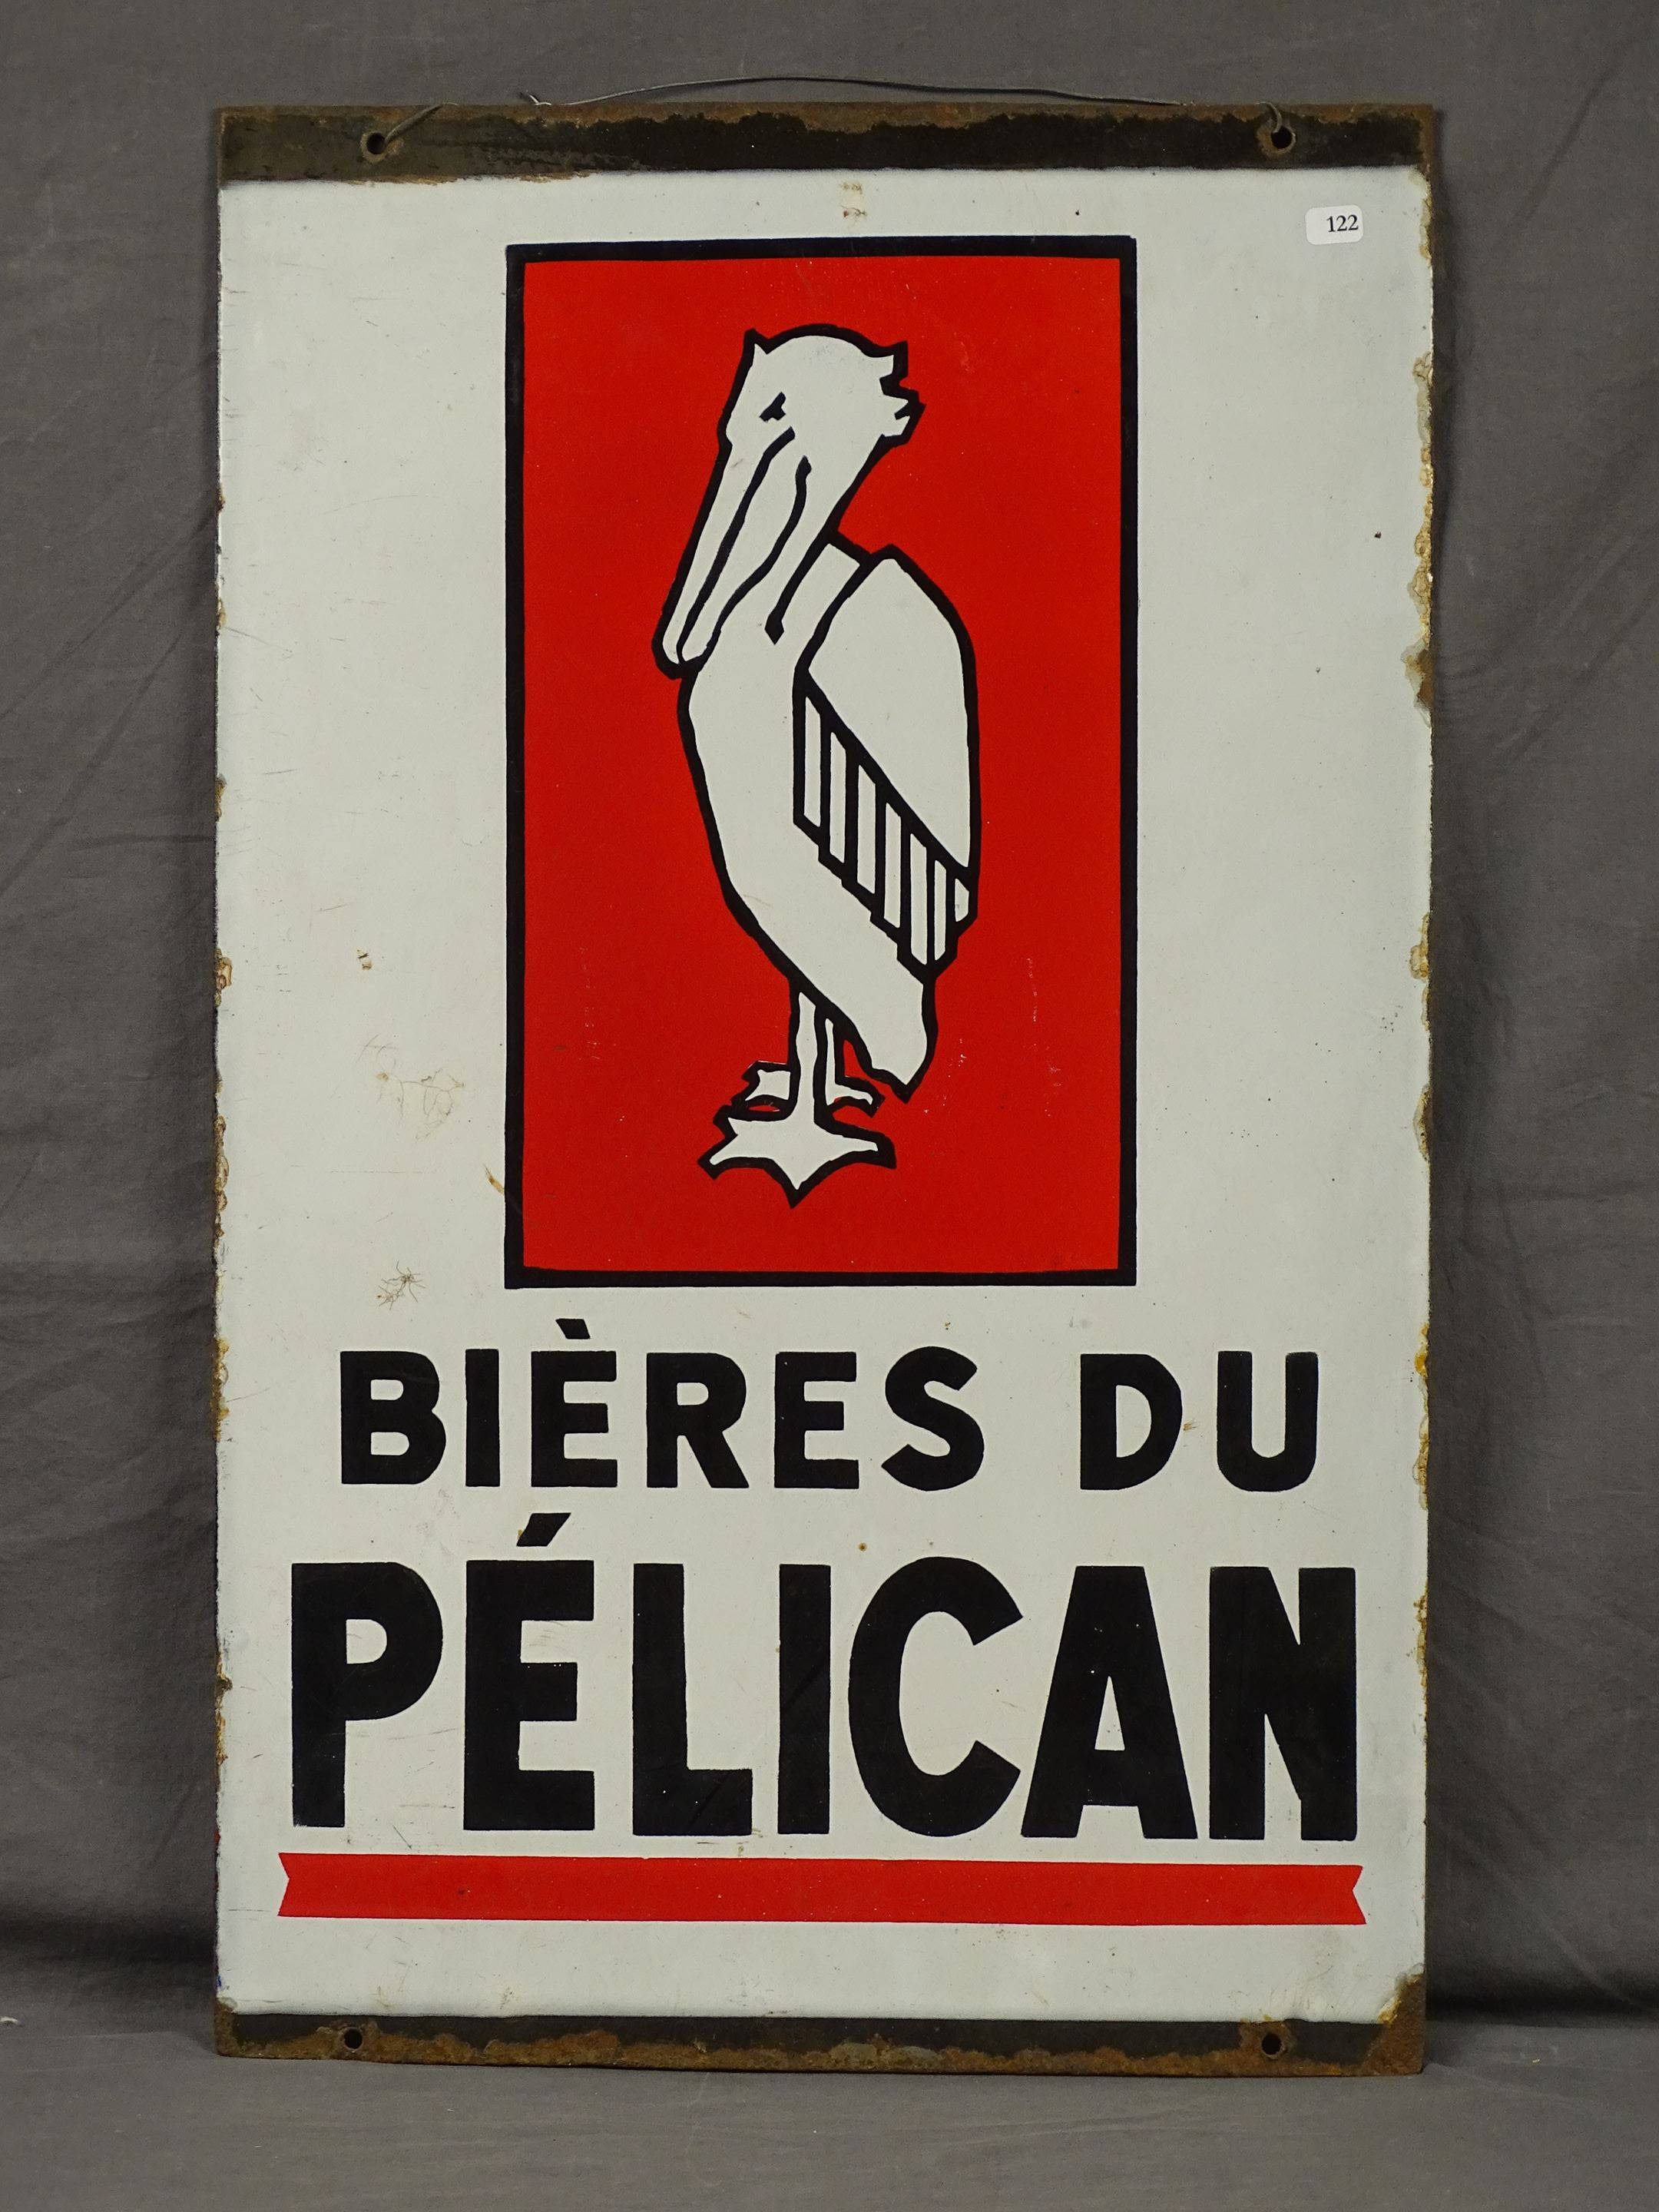 122
BIÈRES DU
PÉLICAN